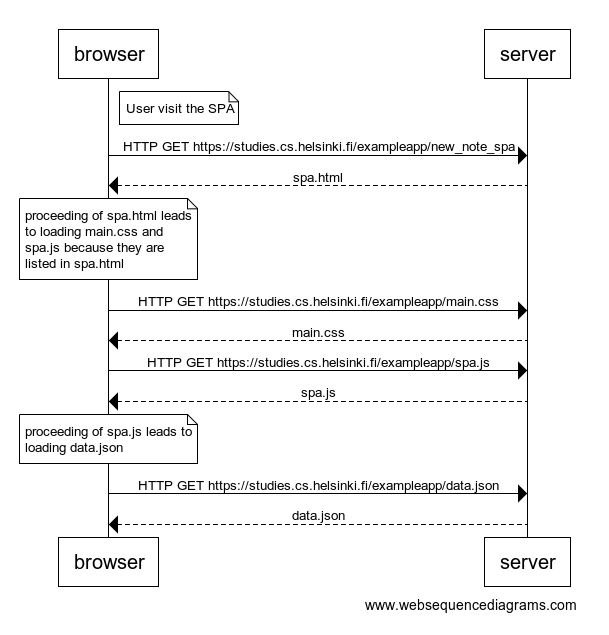 browser
server
User visit the SPA
HTTP GET https://studies.cs.helsinki.fi/exampleapp/new_note_spa
spa.html
proceeding of spa.html leads
to loading main.css and
spa.js because they are
listed in spa.html
HTTP GET https://studies.cs.helsinki.fi/exampleapp/main.css
main.css
HTTP GET https://studies.cs.helsinki.fi/exampleapp/spa.js
spa.js
proceeding of spa.js leads to
loading data.json
HTTP GET https://studies.cs.helsinki.fi/exampleapp/data.json
data.json
browser
server
www.websequencediagrams.com